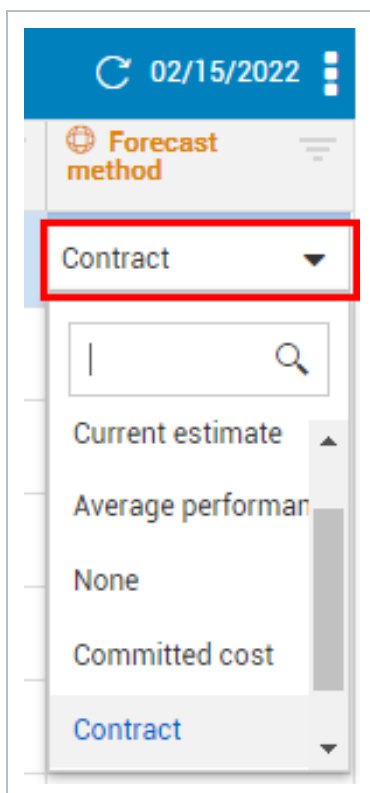 02/15/2022
Forecast
method
Contract
Current estimate
Average performan
None
Committed cost
Contract